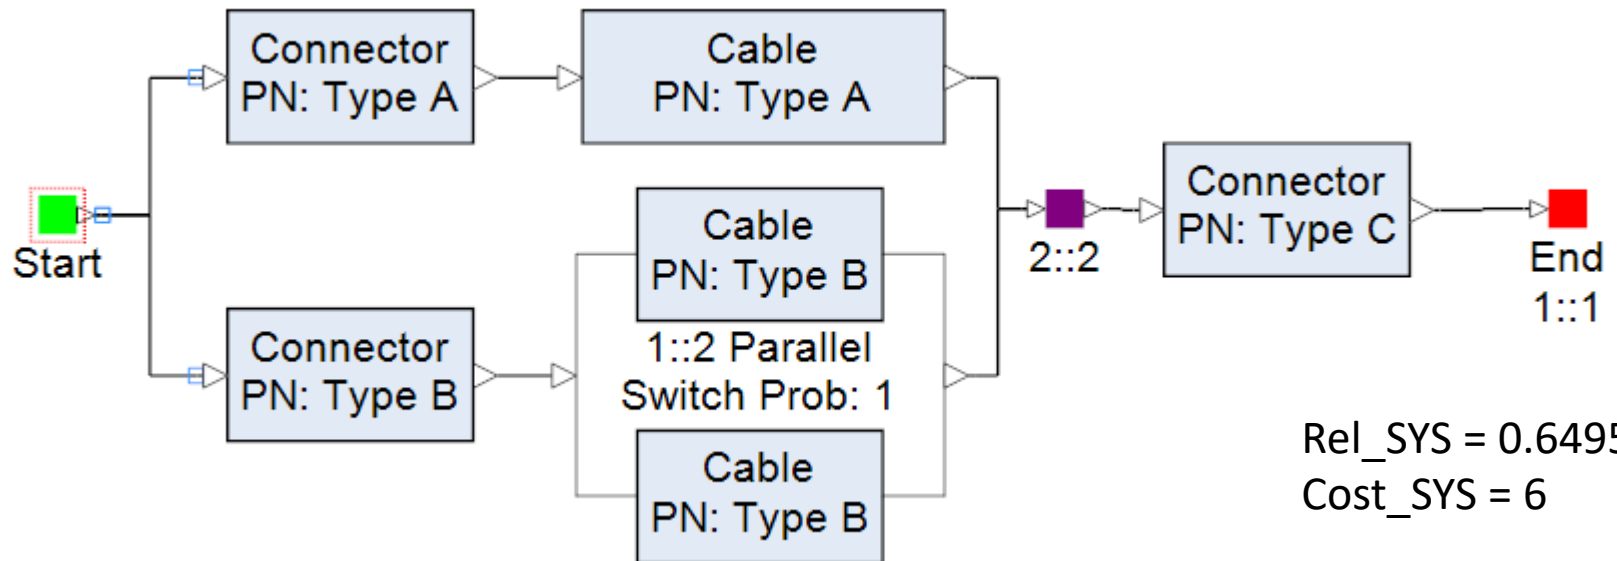 Connector
PN: Type A
Cable
PN: Type A
Start
Connector
PN: Type B
Cable
PN: Type B
1::2 Parallel
Switch Prob: 1
Cable
PN: Type B
2::2
Connector
PN: Type C
End
1::1
Rel_SYS = 0.6495
Cost_SYS = 6